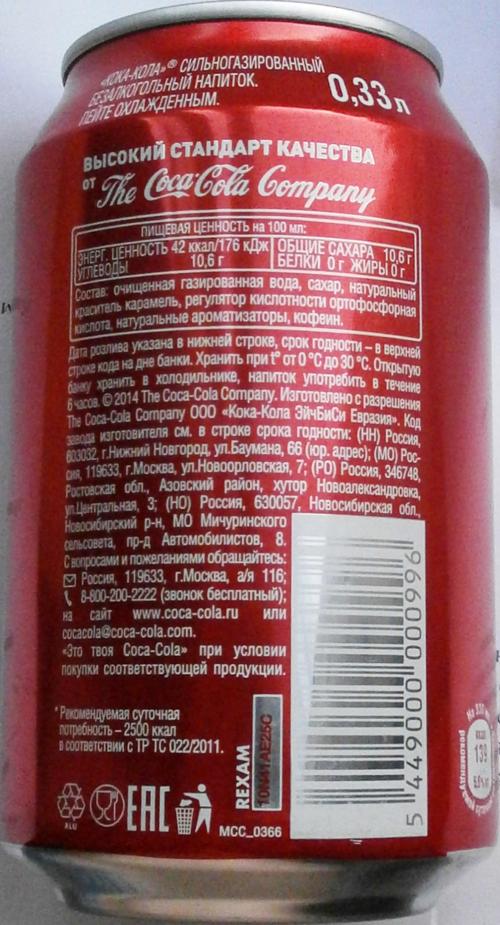 «КОКА-КОЛА»® СИЛЬНОГАЗИРОВАННЫЙ
БЕЗАЛКОГОЛЬНЫЙ НАПИТОК.
ПЕЙТЕ ОХЛАЖДЕННЫМ.
0,33л
ВЫСОКИЙ СТАНДАРТ КАЧЕСТВА
от The Coca-Cola Company
ПИЩЕВАЯ ЦЕННОСТЬ на 100 мл:
ЭНЕРГ. ЦЕННОСТЬ 42 ккал/176 кДж ОБЩИЕ САХАРА 10,6 г
УГЛЕВОДЫ 10,6 г БЕЛКИ 0 г ЖИРЫ 0 г
Состав: очищенная газированная вода, сахар, натуральный
краситель карамель, регулятор кислотности ортофосфорная
кислота, натуральные ароматизаторы, кофеин.
Дата розлива указана в нижней строке, срок годности – в верхней
строке кода на дне банки. Хранить при t° от 0 °C до 30 °C. Открытую
банку хранить в холодильнике, напиток употребить в течение
6 часов. © 2014 The Coca-Cola Company. Изготовлено с разрешения
The Coca-Cola Company ООО «Кока-Кола ЭйчБиСи Евразия». Код
завода изготовителя см. в строке срока годности: (НН) Россия,
603032, г.Нижний Новгород, ул.Баумана, 66 (юр. адрес); (МО) Рос-
сия, 119633, г.Москва, ул.Новоорловская, 7; (РО) Россия, 346748,
Ростовская обл., Азовский район, хутор Новоалександровка,
ул.Центральная, 3; (НО) Россия, 630057, Новосибирская обл.,
Новосибирский р-н, МО Мичуринского
сельсовета, пр-д Автомобилистов, 8.
С вопросами и пожеланиями обращайтесь:
Россия, 119633, г.Москва, а/я 116;
8-800-200-2222 (звонок бесплатный);
на сайт www.coca-cola.ru или
cocacola@coca-cola.com.
«Это твоя Coca-Cola» при условии
покупки соответствующей продукции.
* Рекомендуемая суточная
потребность – 2500 ккал
в соответствии с ТР ТС 022/2011.
REXAM
5 449000 000996
ALU
EAC
MCC_0366
ккал
139